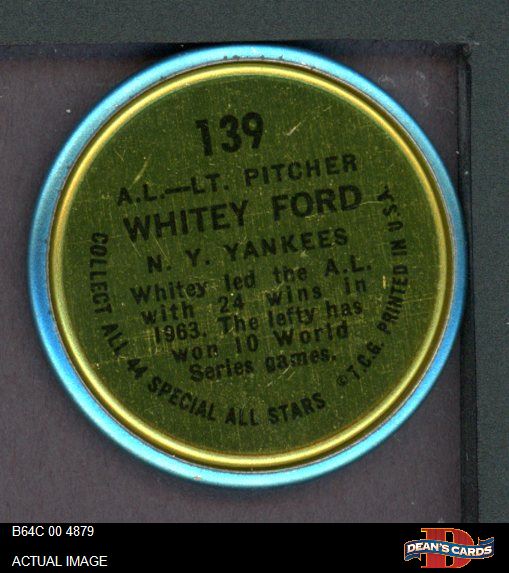 139
A.L.—LT. PITCHER
WHITEY FORD
N. Y. YANKEES
Whitey led the A.L.
with 24 wins in
1963. The lefty has
won 10 World
Series games.
COLLECT ALL 44 SPECIAL ALL STARS
©T.C.G. PRINTED IN U.S.A.
B64C 00 4879
ACTUAL IMAGE
D
DEAN'S CARDS